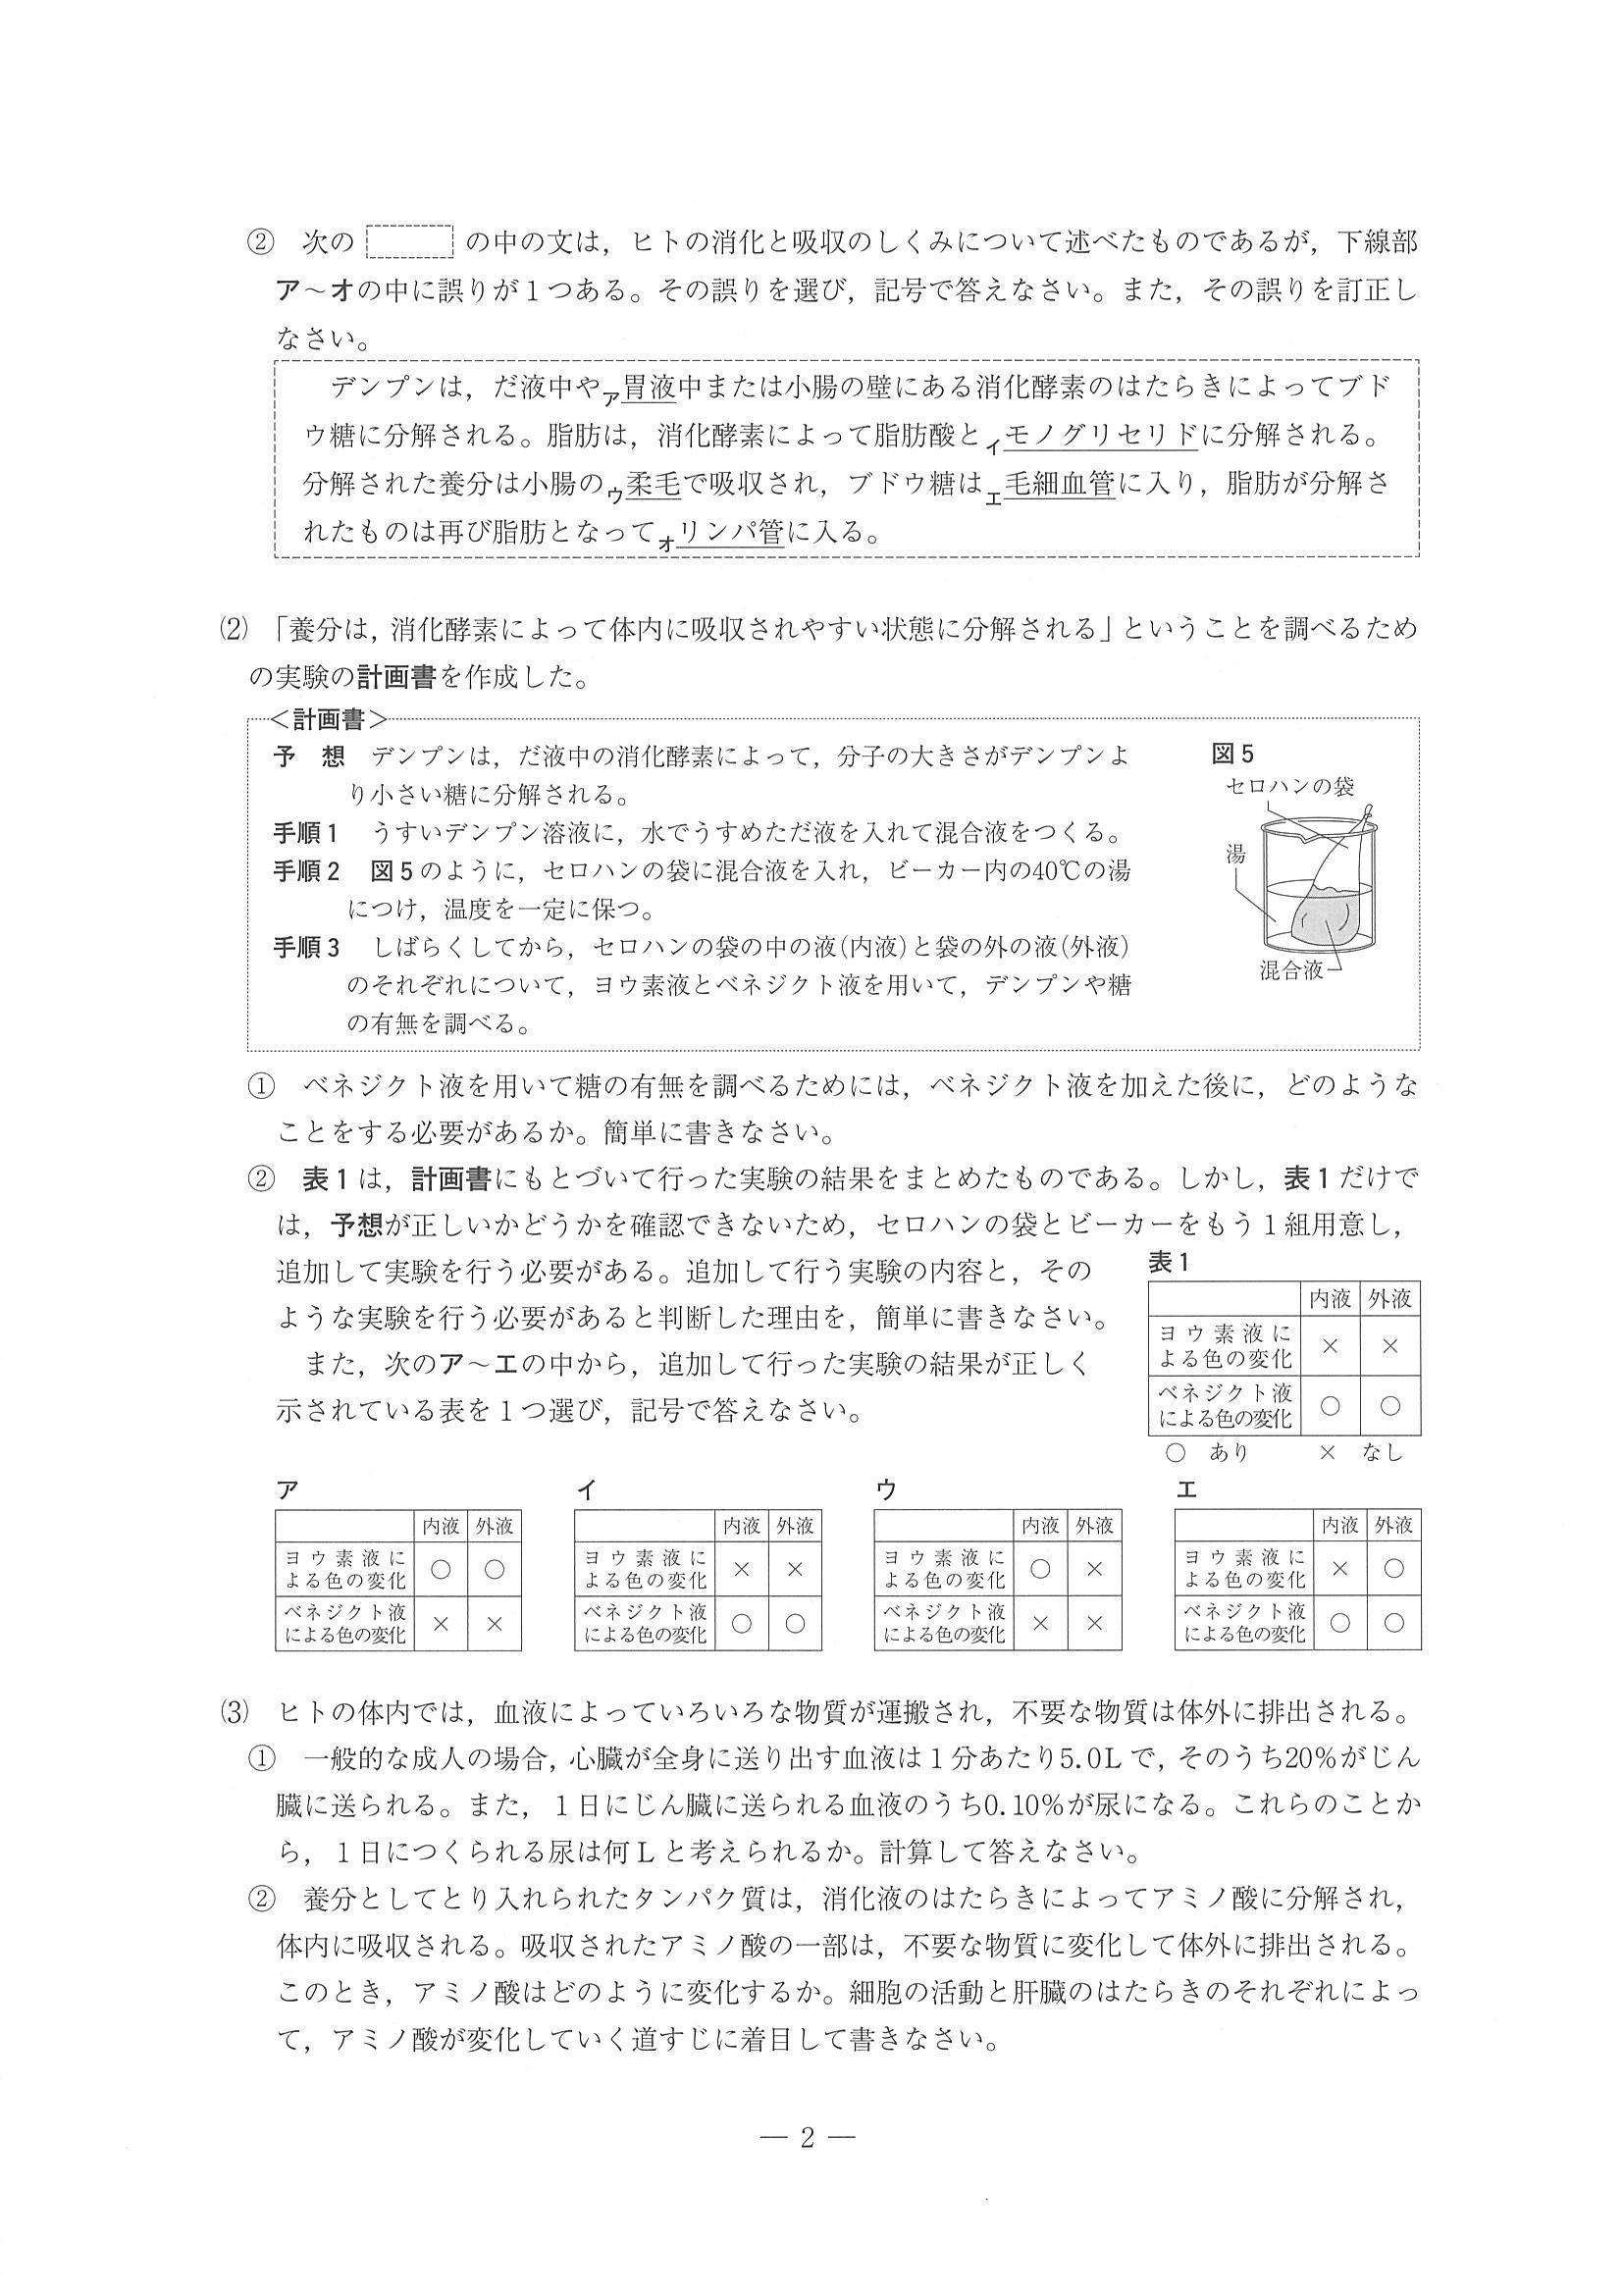 ② 次の の中の文は，ヒトの消化と吸収のしくみについて述べたものであるが，下線部
ア～オの中に誤りが１つある。その誤りを選び，記号で答えなさい。また，その誤りを訂正し
なさい。
デンプンは，だ液中やア胃液中または小腸の壁にある消化酵素のはたらきによってブド
ウ糖に分解される。脂肪は，消化酵素によって脂肪酸とイモノグリセリドに分解される。
分解された養分は小腸のウ柔毛で吸収され，ブドウ糖はエ毛細血管に入り，脂肪が分解さ
れたものは再び脂肪となってオリンパ管に入る。
⑵ 「養分は，消化酵素によって体内に吸収されやすい状態に分解される」ということを調べるため
の実験の計画書を作成した。
＜計画書＞
予 想 デンプンは，だ液中の消化酵素によって，分子の大きさがデンプンよ
り小さい糖に分解される。
手順１ うすいデンプン溶液に，水でうすめただ液を入れて混合液をつくる。
手順２ 図５のように，セロハンの袋に混合液を入れ，ビーカー内の40℃の湯
につけ，温度を一定に保つ。
手順３ しばらくしてから，セロハンの袋の中の液(内液)と袋の外の液(外液)
のそれぞれについて，ヨウ素液とベネジクト液を用いて，デンプンや糖
の有無を調べる。
図５
セロハンの袋
湯
混合液
① ベネジクト液を用いて糖の有無を調べるためには，ベネジクト液を加えた後に，どのような
ことをする必要があるか。簡単に書きなさい。
② 表１は，計画書にもとづいて行った実験の結果をまとめたものである。しかし，表１だけで
は，予想が正しいかどうかを確認できないため，セロハンの袋とビーカーをもう１組用意し，
追加して実験を行う必要がある。追加して行う実験の内容と，その
ような実験を行う必要があると判断した理由を，簡単に書きなさい。
また，次のア～エの中から，追加して行った実験の結果が正しく
示されている表を１つ選び，記号で答えなさい。
表１
内液 外液
ヨウ素液に
よる色の変化 × ×
ベネジクト液
による色の変化 ○ ○
○ あり × なし
ア
内液 外液
ヨウ素液に
よる色の変化 ○ ○
ベネジクト液
による色の変化 × ×
イ
内液 外液
ヨウ素液に
よる色の変化 × ×
ベネジクト液
による色の変化 ○ ○
ウ
内液 外液
ヨウ素液に
よる色の変化 ○ ×
ベネジクト液
による色の変化 × ×
エ
内液 外液
ヨウ素液に
よる色の変化 × ○
ベネジクト液
による色の変化 ○ ○
⑶ ヒトの体内では，血液によっていろいろな物質が運搬され，不要な物質は体外に排出される。
① 一般的な成人の場合，心臓が全身に送り出す血液は１分あたり5.0Ｌで，そのうち20％がじん
臓に送られる。また，１日にじん臓に送られる血液のうち0.10％が尿になる。これらのことか
ら，１日につくられる尿は何Ｌと考えられるか。計算して答えなさい。
② 養分としてとり入れられたタンパク質は，消化液のはたらきによってアミノ酸に分解され，
体内に吸収される。吸収されたアミノ酸の一部は，不要な物質に変化して体外に排出される。
このとき，アミノ酸はどのように変化するか。細胞の活動と肝臓のはたらきのそれぞれによっ
て，アミノ酸が変化していく道すじに着目して書きなさい。
― 2 ―